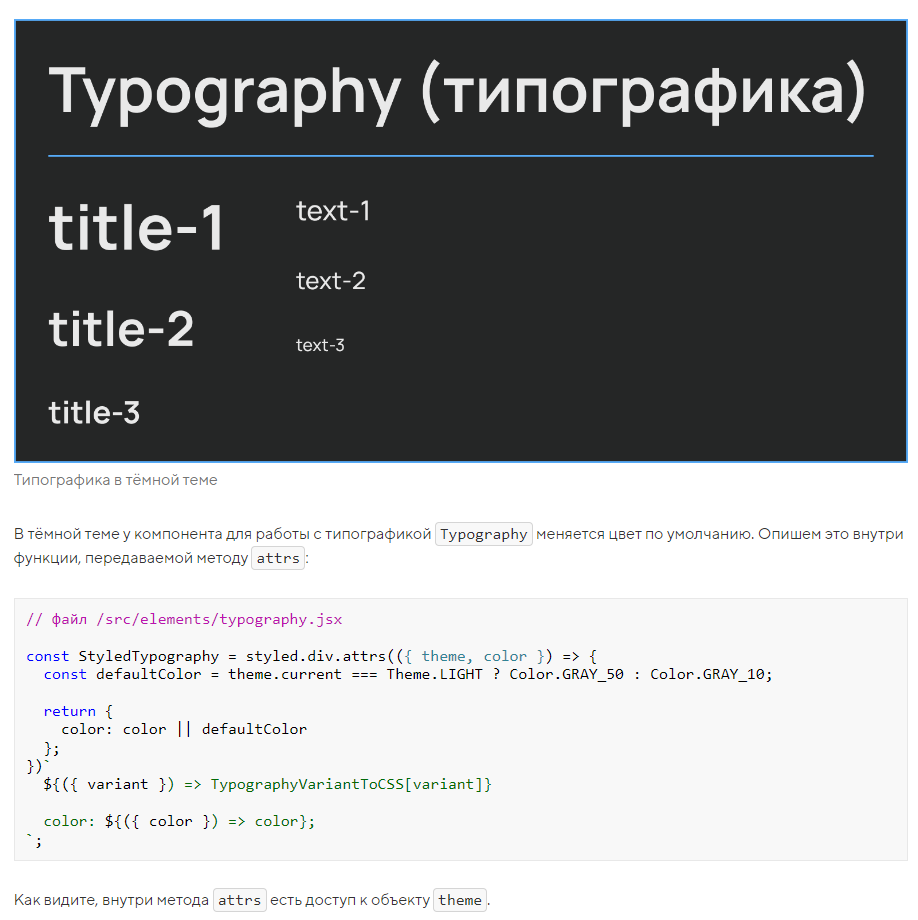 Typography (типографика)
title-1
title-2
title-3
text-1
text-2
text-3
Типографика в тёмной теме
В тёмной теме у компонента для работы с типографикой Typography меняется цвет по умолчанию. Опишем это внутри
функции, передаваемой методу attrs:
// файл /src/elements/typography.jsx
const StyledTypography = styled.div.attrs(({ theme, color }) => {
  const defaultColor = theme.current === Theme.LIGHT ? Color.GRAY_50 : Color.GRAY_10;
  return {
    color: color || defaultColor
  };
})`
  ${({ variant }) => TypographyVariantToCSS[variant]}
  color: ${({ color }) => color};
`;
Как видите, внутри метода attrs есть доступ к объекту theme.